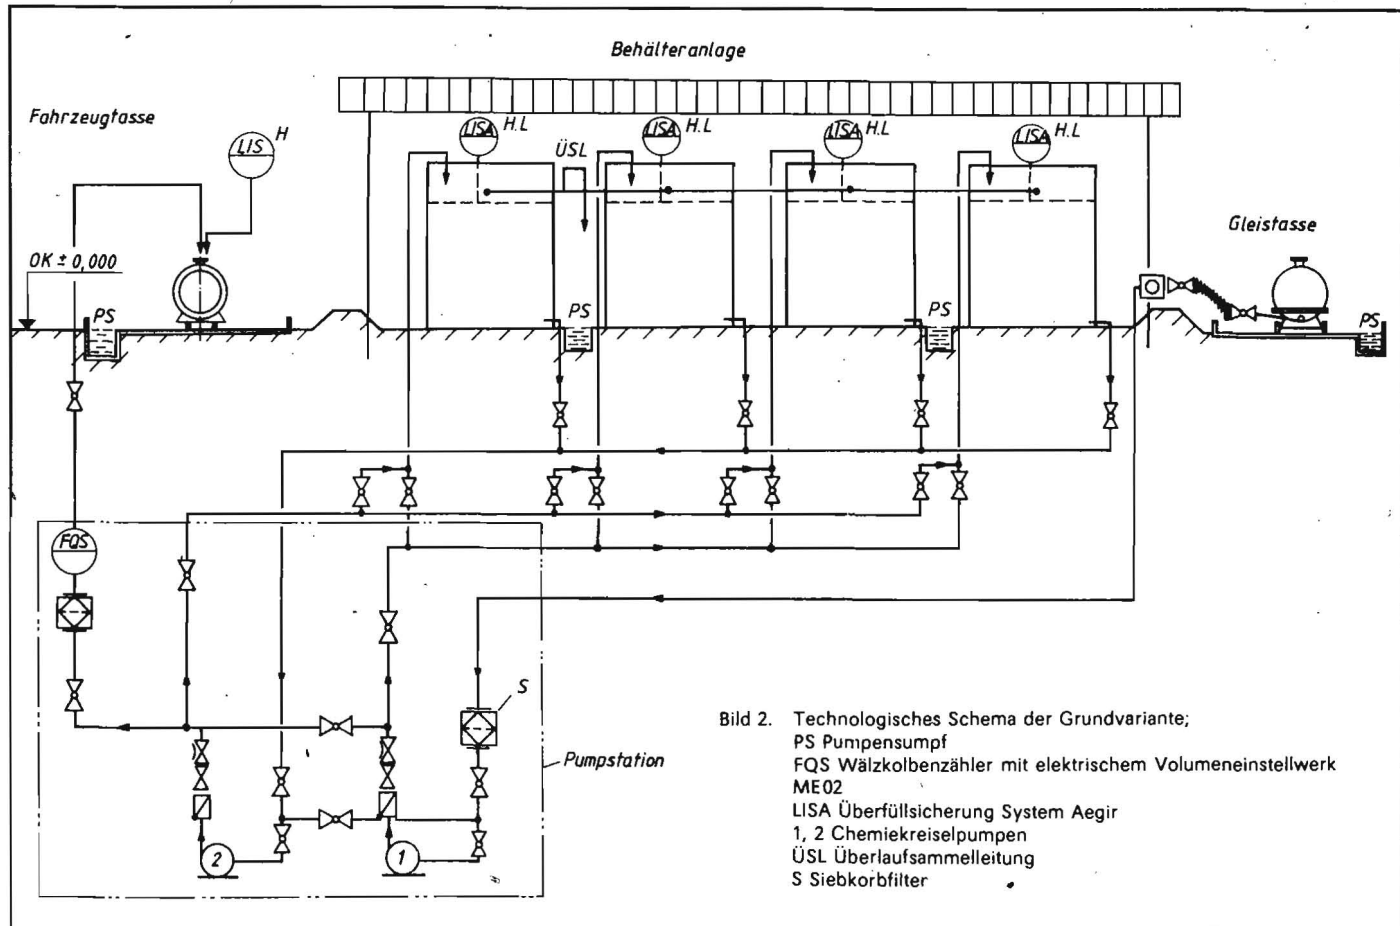 Behälteranlage
Fahrzeugtasse
LIS H
LISA H.L
ÜSL
LISA H.L
LISA H.L
LISA H.L
Gleistasse
OK ± 0,000
PS
PS
PS
PS
FQS
S
Pumpstation
2
1
Bild 2. Technologisches Schema der Grundvariante;
PS Pumpensumpf
FQS Wälzkolbenzähler mit elektrischem Volumeneinstellwerk
ME02
LISA Überfüllsicherung System Aegir
1, 2 Chemiekreiselpumpen
ÜSL Überlaufsammelleitung
S Siebkorbfilter